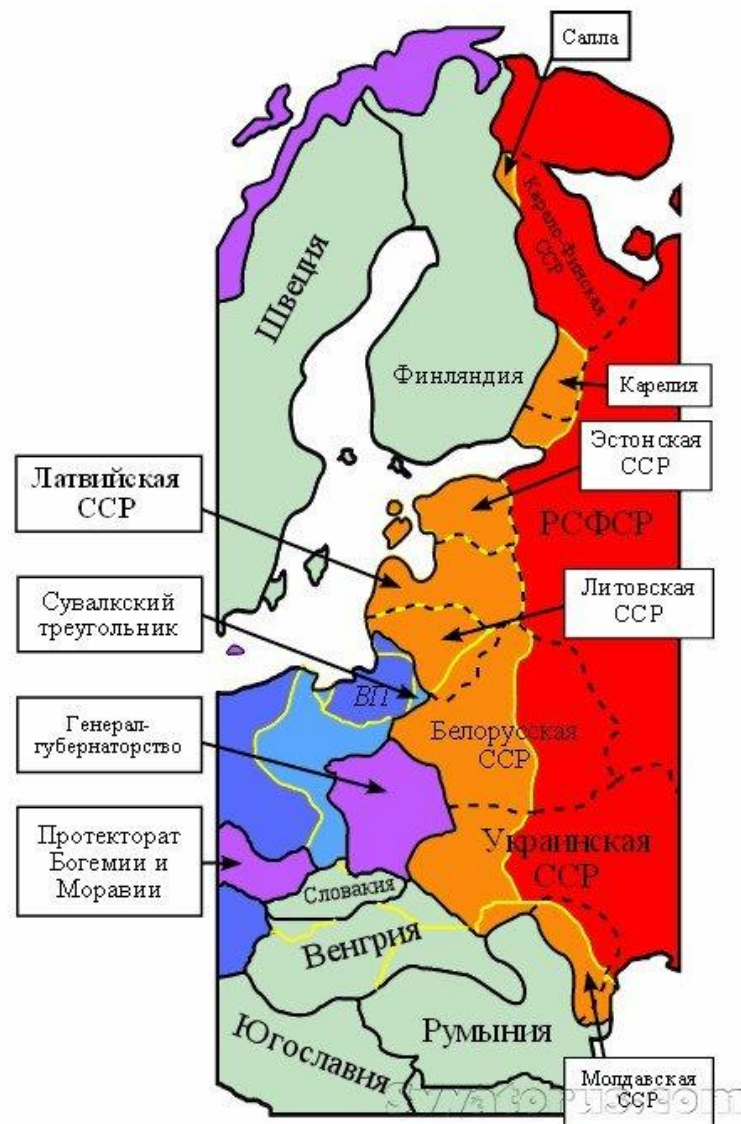 Салла
Карело-Финская
ССР
Швеция
Финляндия
Карелия
Эстонская
ССР
Латвийская
ССР
РСФСР
Литовская
ССР
Сувалкский
треугольник
ВП
Генерал-
губернаторство
Белорусская
ССР
Протекторат
Богемии и
Моравии
Украинская
ССР
Словакия
Венгрия
Румыния
Югославия
Молдавская
ССР